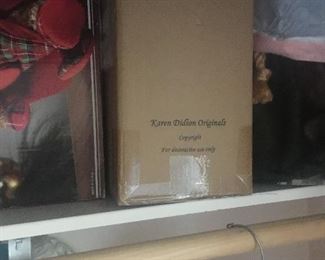 Karen Didion Originals
Copyright
For decorative use only